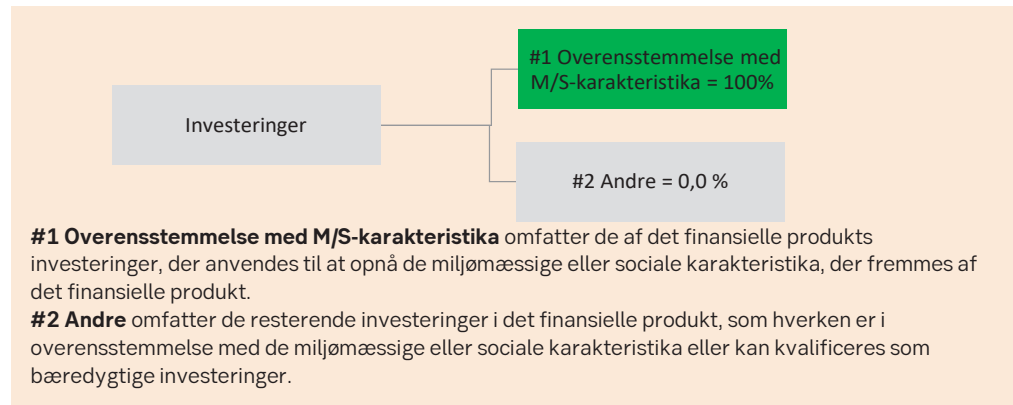 #1 Overensstemmelse med
M/S-karakteristika = 100%
Investeringer
#2 Andre = 0,0 %
#1 Overensstemmelse med M/S-karakteristika omfatter de af det finansielle produkts
investeringer, der anvendes til at opnå de miljømæssige eller sociale karakteristika, der fremmes af
det finansielle produkt.
#2 Andre omfatter de resterende investeringer i det finansielle produkt, som hverken er i
overensstemmelse med de miljømæssige eller sociale karakteristika eller kan kvalificeres som
bæredygtige investeringer.